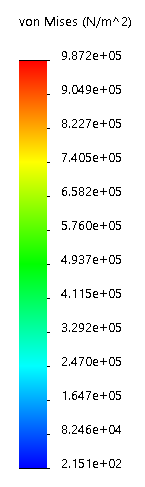 von Mises (N/m^2)
9.872e+05
9.049e+05
8.227e+05
7.405e+05
6.582e+05
5.760e+05
4.937e+05
4.115e+05
3.292e+05
2.470e+05
1.647e+05
8.246e+04
2.151e+02